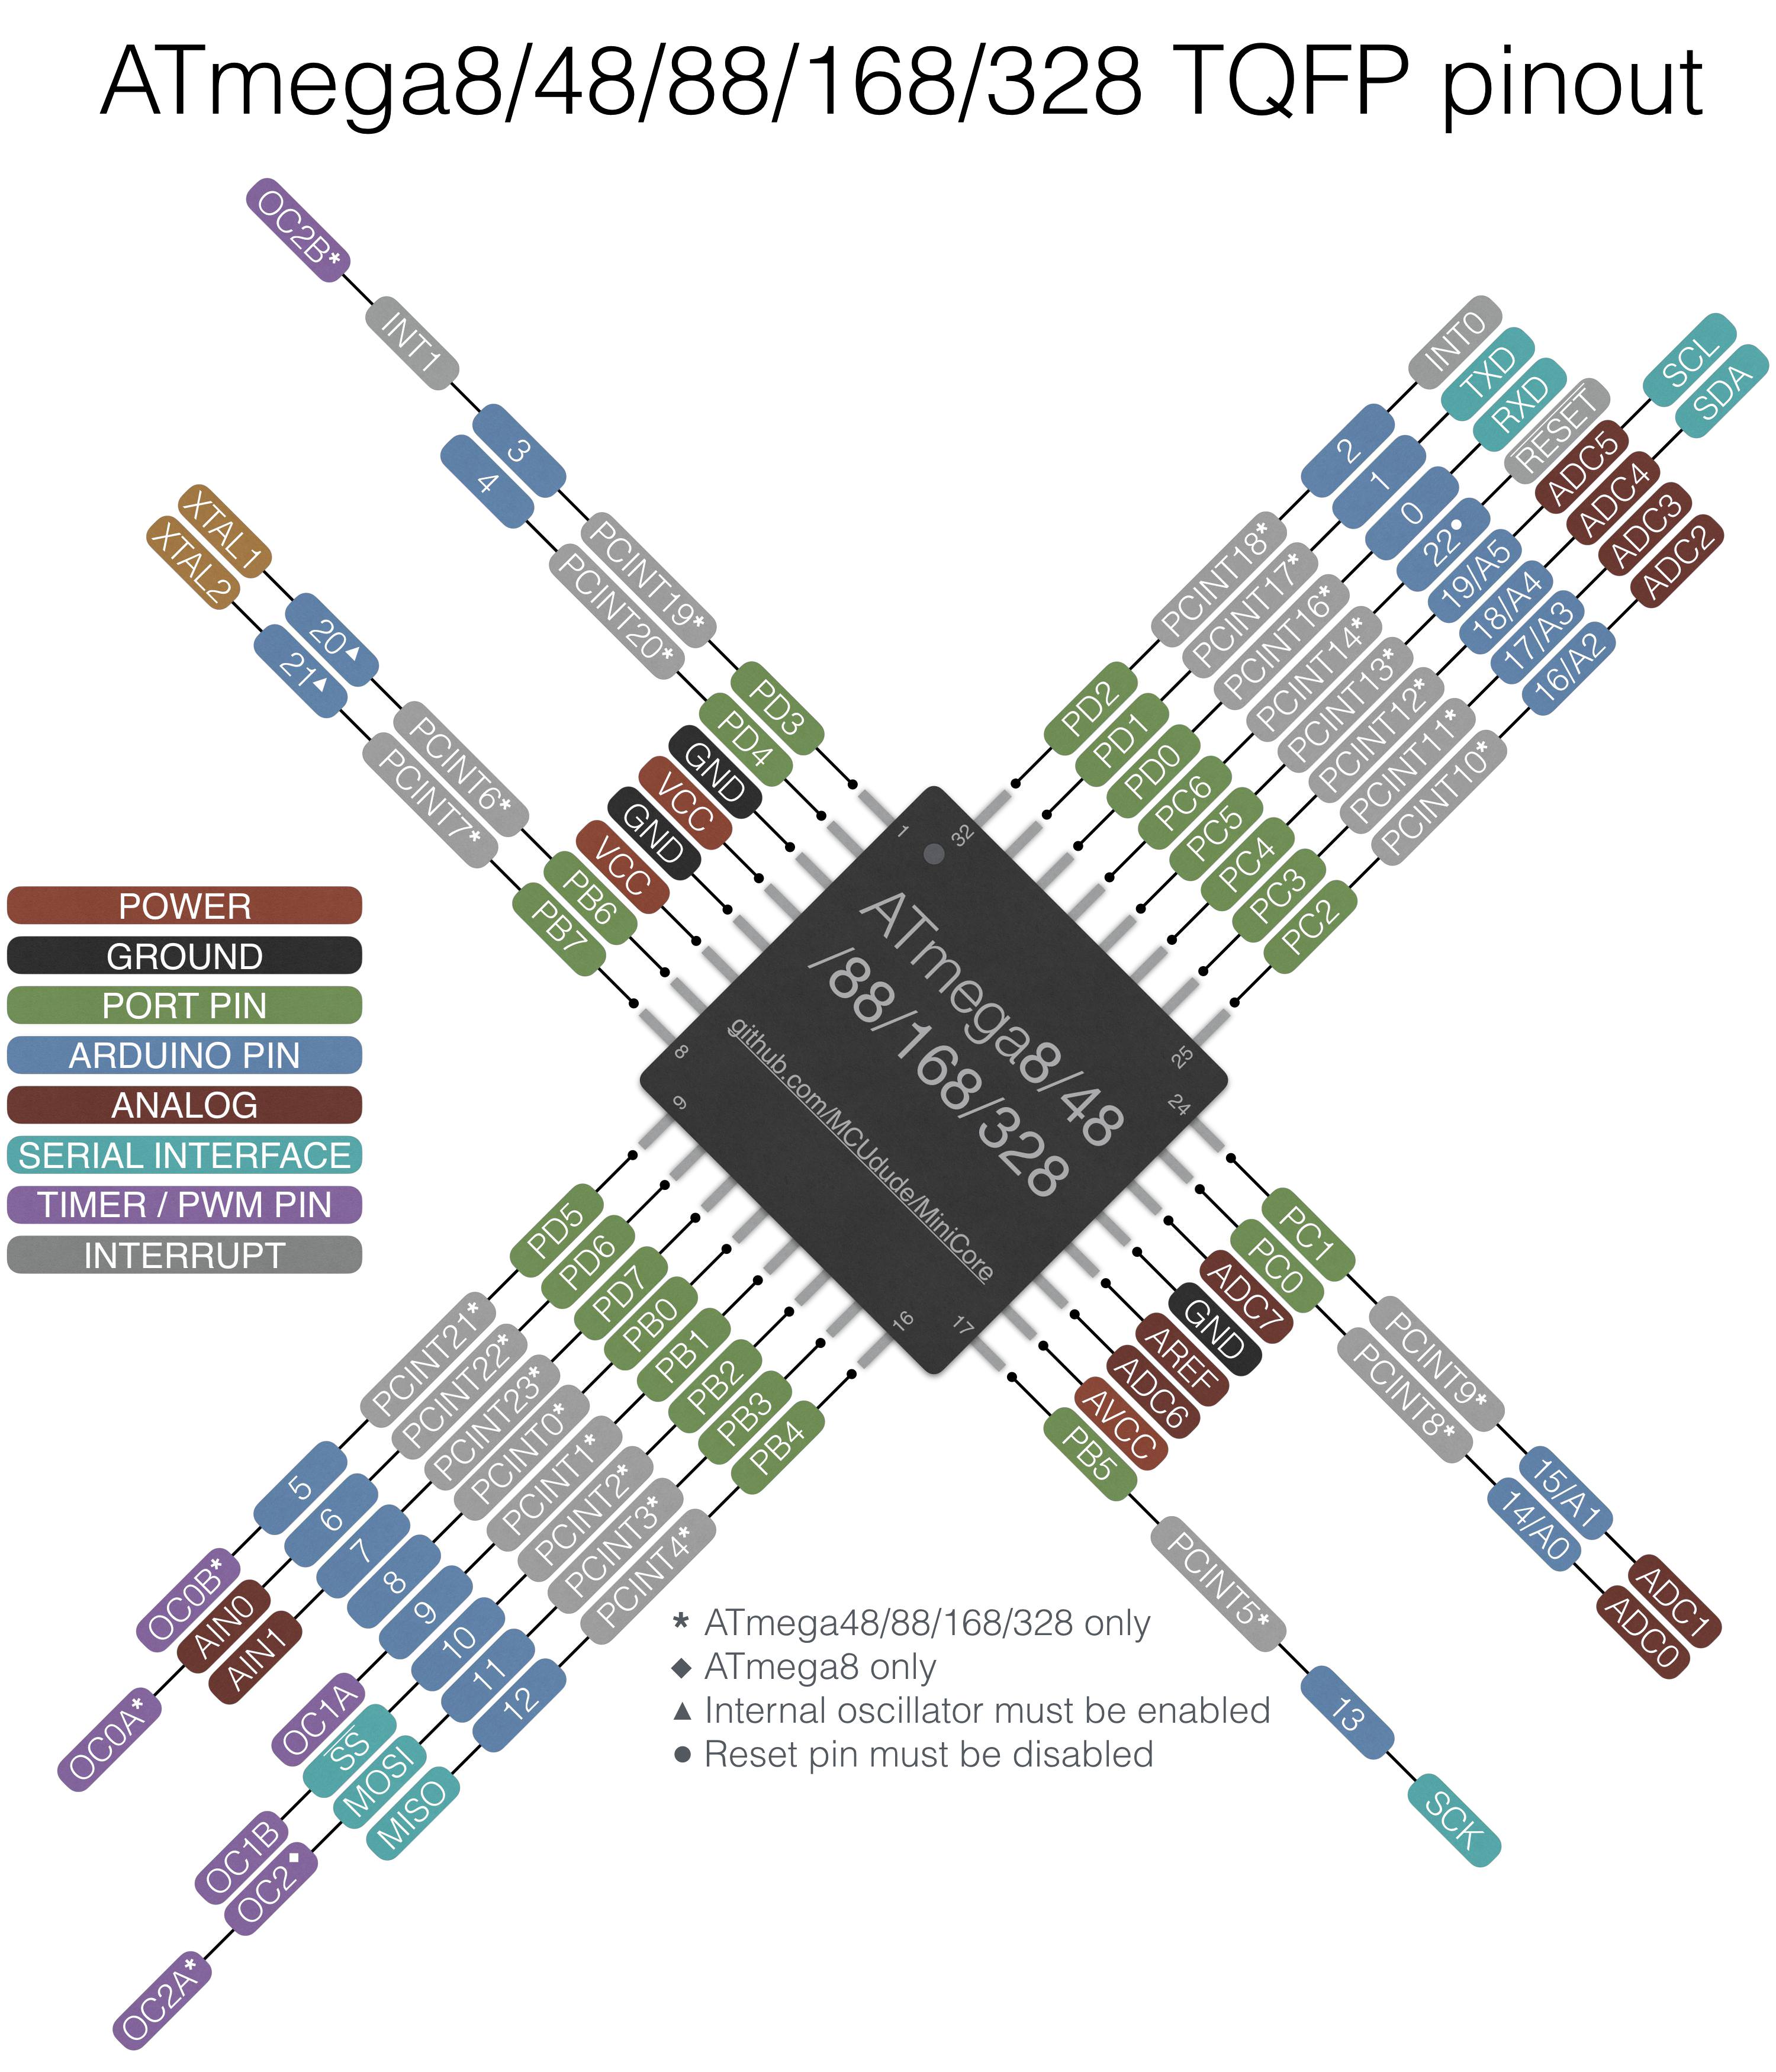 ATmega8/48/88/168/328 TQFP pinout
OC2B*
INT1
3
PCINT19*
PD3
4
PCINT20*
PD4
GND
VCC
GND
VCC
XTAL1
20▲
PCINT6*
PB6
XTAL2
21▲
PCINT7*
PB7
INT0
2
PCINT18*
PD2
TXD
1
PCINT17*
PD1
RXD
0
PCINT16*
PD0
RESET
22●
PCINT14*
PC6
SCL
ADC5
19/A5
PCINT13*
PC5
SDA
ADC4
18/A4
PCINT12*
PC4
ADC3
17/A3
PCINT11*
PC3
ADC2
16/A2
PCINT10*
PC2
POWER
GROUND
PORT PIN
ARDUINO PIN
ANALOG
SERIAL INTERFACE
TIMER / PWM PIN
INTERRUPT
1
32
8
25
9
24
16
17
ATmega8/48
/88/168/328
github.com/MCUdude/MiniCore
PD5
PCINT21*
5
OC0B*
PD6
PCINT22*
6
AIN0
OC0A*
PD7
PCINT23*
7
AIN1
PB0
PCINT0*
8
PB1
PCINT1*
9
OC1A
PB2
PCINT2*
10
SS
OC1B
PB3
PCINT3*
11
MOSI
OC2■
OC2A*
PB4
PCINT4*
12
MISO
PC1
PCINT9*
15/A1
ADC1
PC0
PCINT8*
14/A0
ADC0
ADC7
GND
AREF
ADC6
AVCC
PB5
PCINT5*
13
SCK
* ATmega48/88/168/328 only
◆ ATmega8 only
▲ Internal oscillator must be enabled
● Reset pin must be disabled